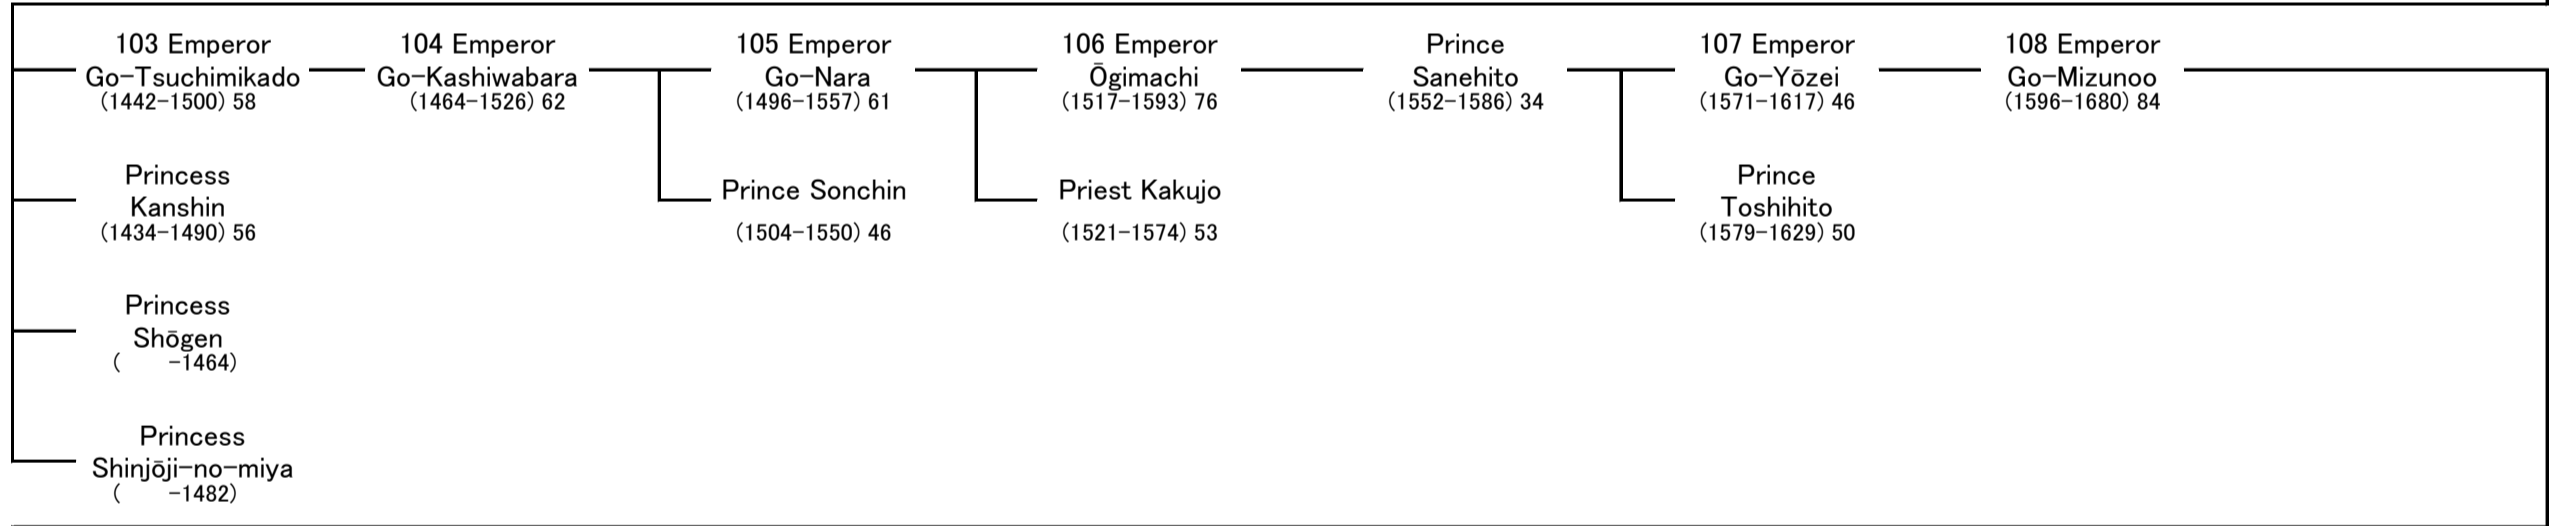 103 Emperor
Go-Tsuchimikado
(1442-1500) 58
104 Emperor
Go-Kashiwabara
(1464-1526) 62
105 Emperor
Go-Nara
(1496-1557) 61
106 Emperor
Ōgimachi
(1517-1593) 76
Prince
Sanehito
(1552-1586) 34
107 Emperor
Go-Yōzei
(1571-1617) 46
108 Emperor
Go-Mizunoo
(1596-1680) 84
Princess
Kanshin
(1434-1490) 56
Prince Sonchin
(1504-1550) 46
Priest Kakujo
(1521-1574) 53
Prince
Toshihito
(1579-1629) 50
Princess
Shōgen
(    -1464)
Princess
Shinjōji-no-miya
(    -1482)